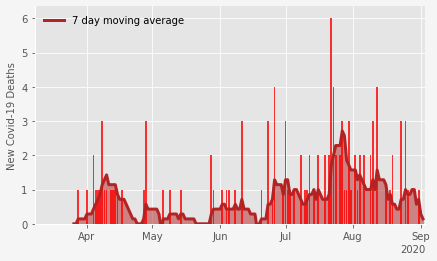 7 day moving average
New Covid-19 Deaths
6
5
4
3
2
1
0
Apr
May
Jun
Jul
Aug
Sep
2020